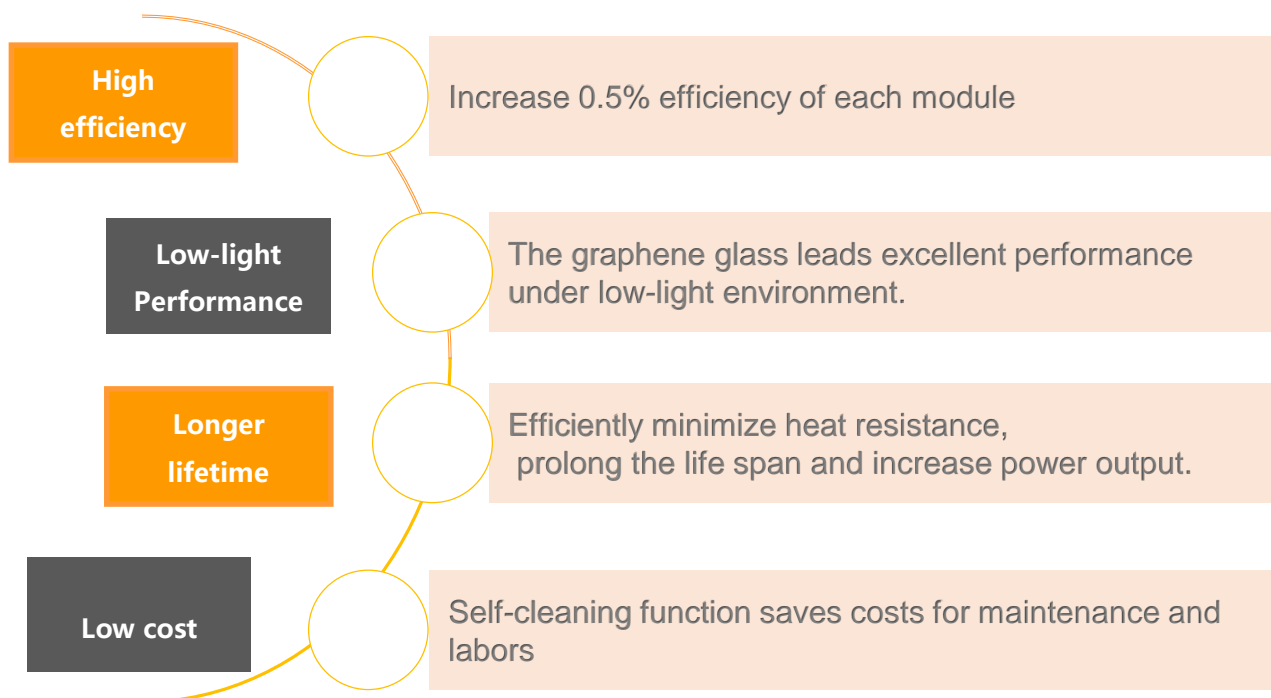 High
efficiency
Increase 0.5% efficiency of each module
Low-light
Performance
The graphene glass leads excellent performance
under low-light environment.
Longer
lifetime
Efficiently minimize heat resistance,
prolong the life span and increase power output.
Low cost
Self-cleaning function saves costs for maintenance and
labors